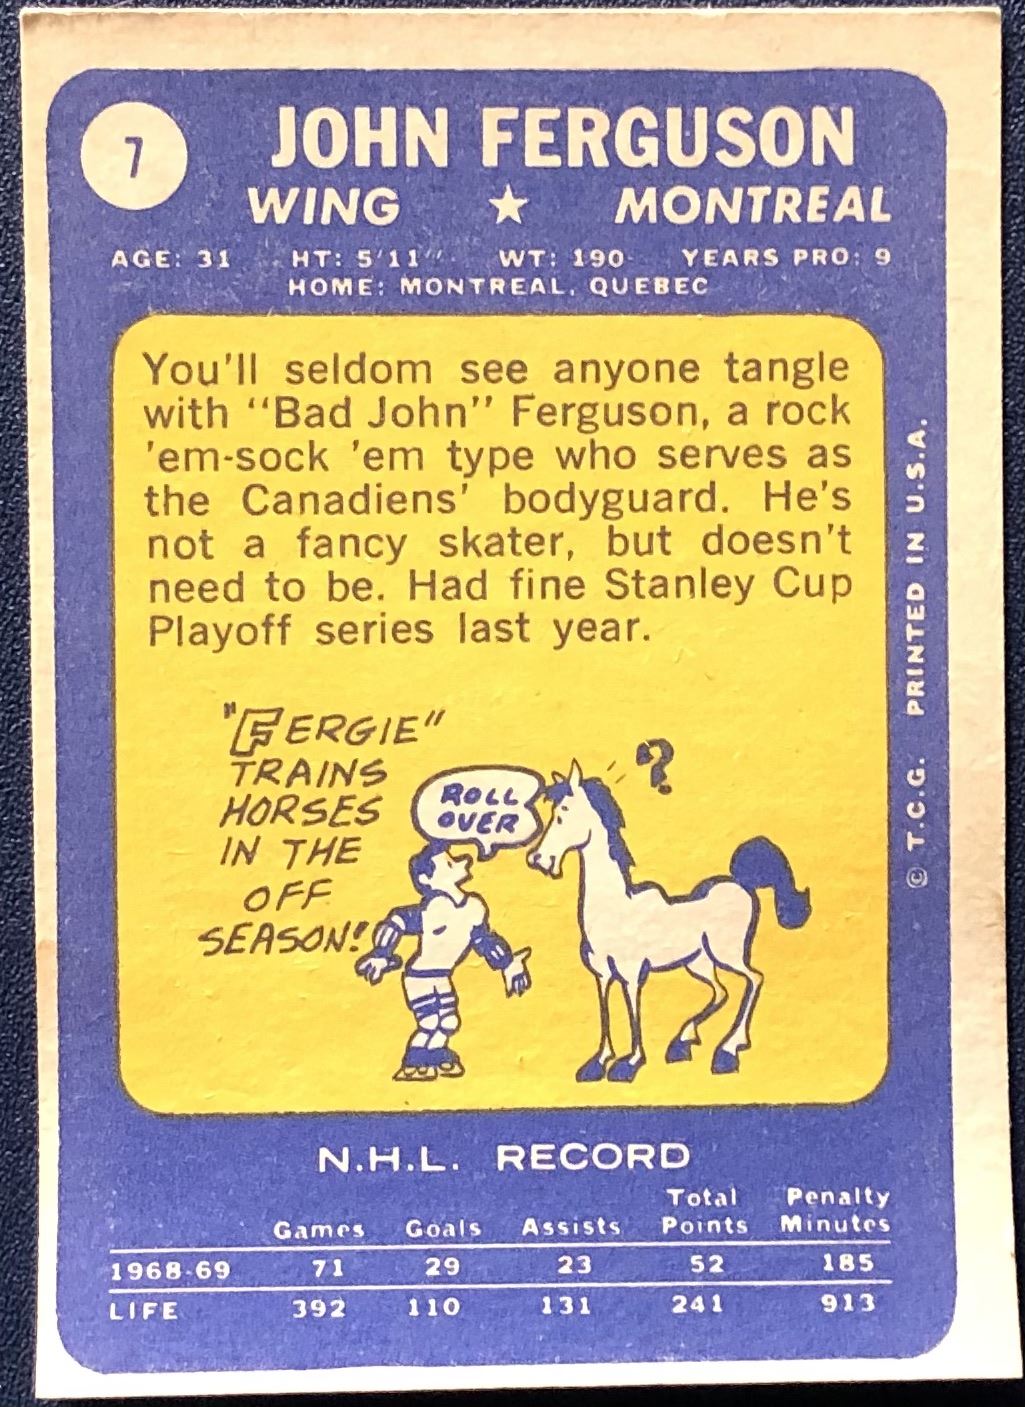 7
JOHN FERGUSON
WING ★ MONTREAL
AGE: 31 HT: 5'11" WT: 190 YEARS PRO: 9
HOME: MONTREAL, QUEBEC
You'll seldom see anyone tangle
with "Bad John" Ferguson, a rock
'em-sock 'em type who serves as
the Canadiens' bodyguard. He's
not a fancy skater, but doesn't
need to be. Had fine Stanley Cup
Playoff series last year.
"FERGIE"
TRAINS
HORSES
IN THE
OFF
SEASON!
ROLL
OVER
?
© T.C.G. PRINTED IN U.S.A.
N.H.L. RECORD
Games Goals Assists Total Points Penalty Minutes
1968-69 71 29 23 52 185
LIFE 392 110 131 241 913